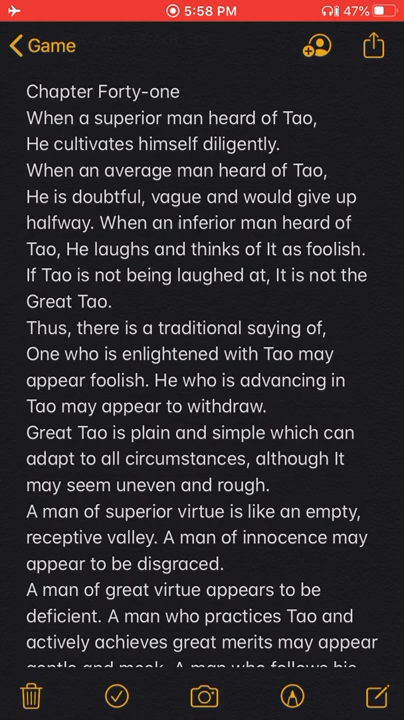 5:58 PM
47%
Game
Chapter Forty-one
When a superior man heard of Tao,
He cultivates himself diligently.
When an average man heard of Tao,
He is doubtful, vague and would give up
halfway. When an inferior man heard of
Tao, He laughs and thinks of It as foolish.
If Tao is not being laughed at, It is not the
Great Tao.
Thus, there is a traditional saying of,
One who is enlightened with Tao may
appear foolish. He who is advancing in
Tao may appear to withdraw.
Great Tao is plain and simple which can
adapt to all circumstances, although It
may seem uneven and rough.
A man of superior virtue is like an empty,
receptive valley. A man of innocence may
appear to be disgraced.
A man of great virtue appears to be
deficient. A man who practices Tao and
actively achieves great merits may appear
gentle and meek. A man who follows his